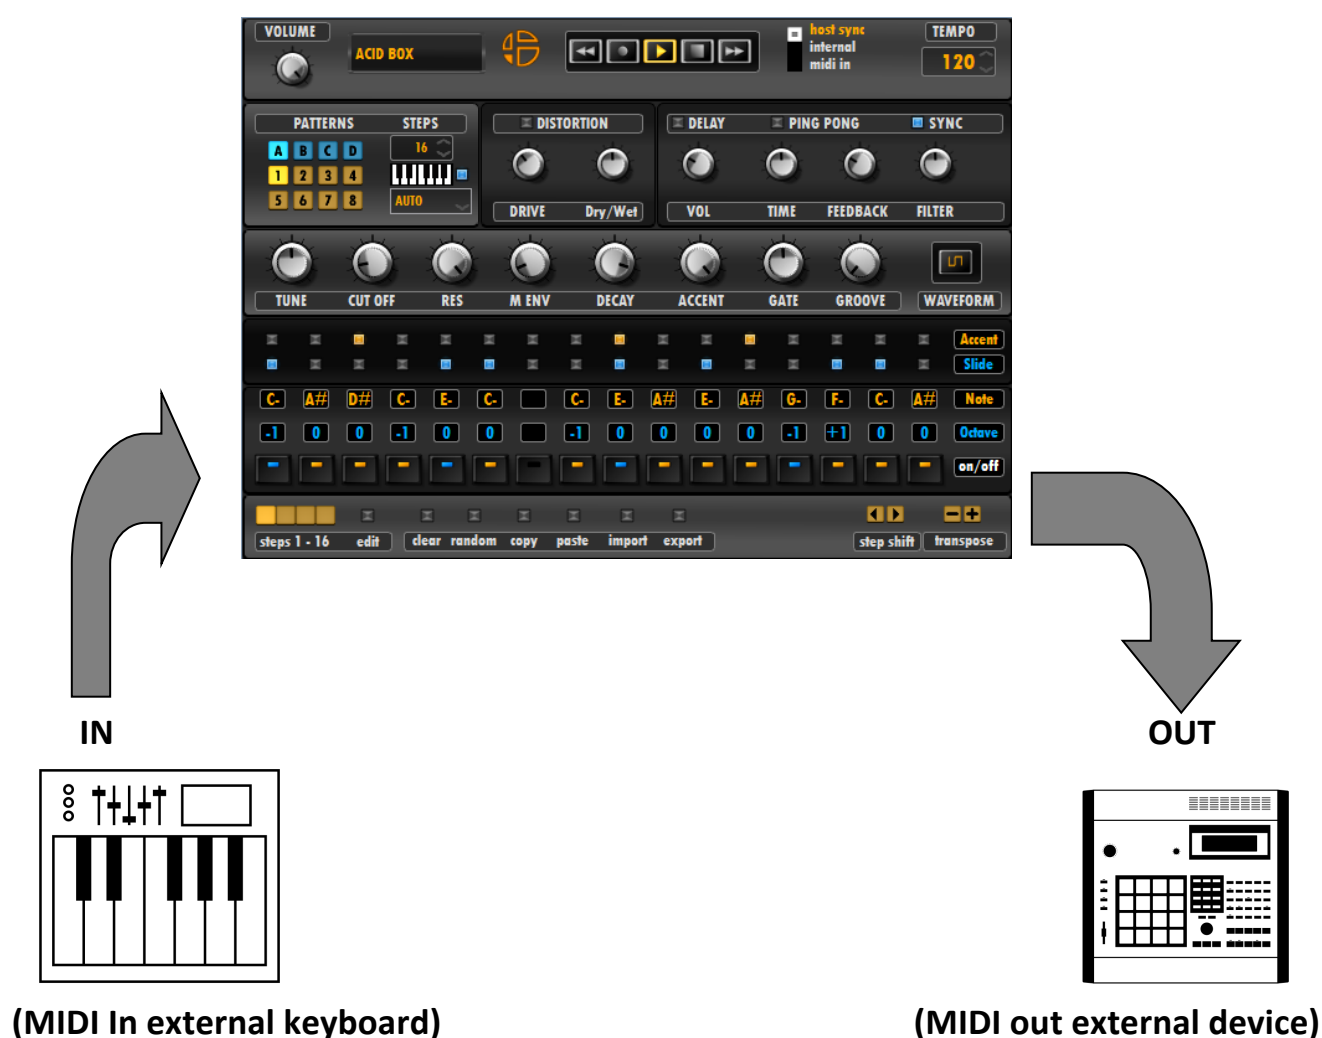 VOLUME
ACID BOX
host sync
internal
midi in
TEMPO
120
PATTERNS STEPS
A B C D
16
1 2 3 4
5 6 7 8
AUTO
DISTORTION
DRIVE Dry/Wet
DELAY PING PONG SYNC
VOL TIME FEEDBACK FILTER
TUNE CUT OFF RES M ENV DECAY ACCENT GATE GROOVE WAVEFORM
Accent
Slide
C- A# D# C- E- C- C- E- A# E- A# G- F- C- A# Note
-1 0 0 -1 0 0 -1 0 0 0 0 -1 +1 0 0 Octave
on/off
steps 1 - 16 edit clear random copy paste import export step shift transpose
IN
OUT
(MIDI In external keyboard)
(MIDI out external device)